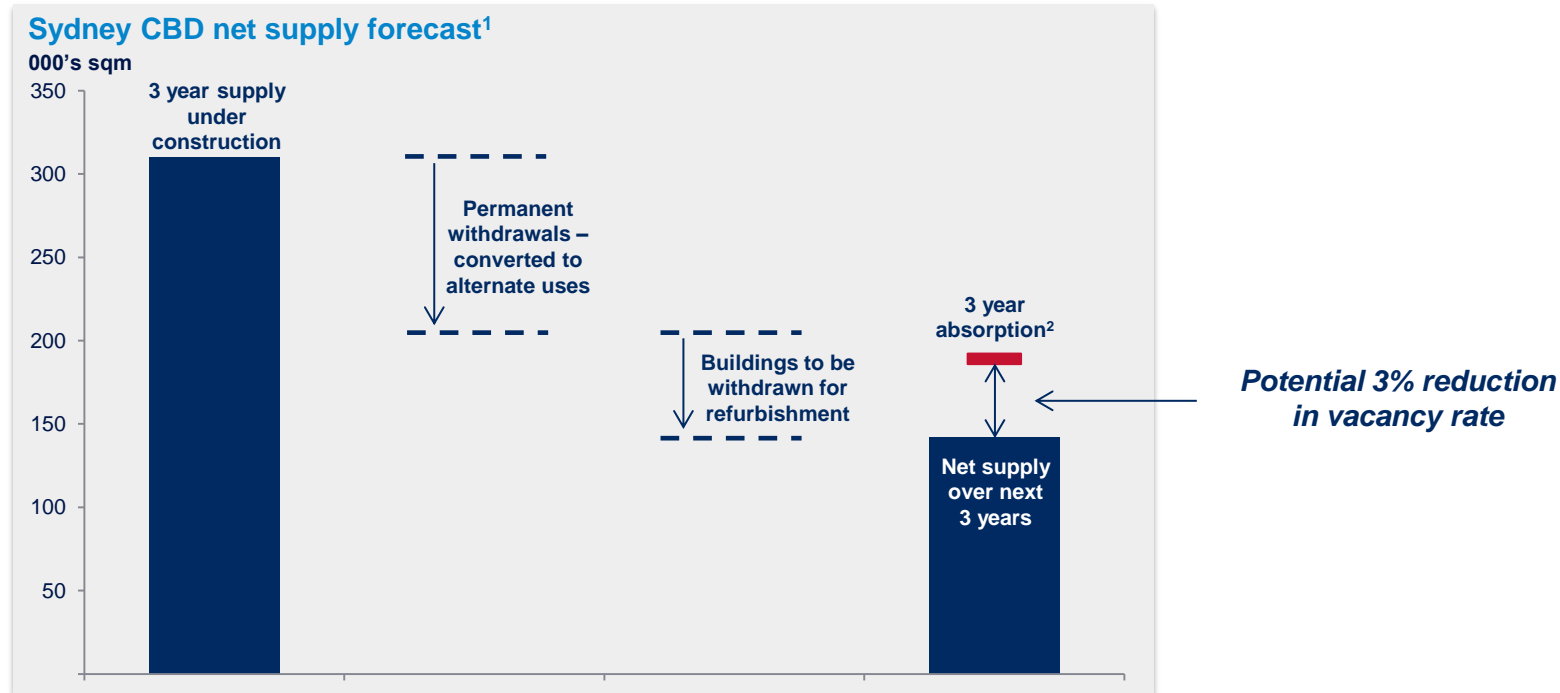 Sydney CBD net supply forecast¹
000's sqm
350
300
250
200
150
100
50
3 year supply
under
construction
Permanent
withdrawals –
converted to
alternate uses
Buildings to be
withdrawn for
refurbishment
3 year
absorption²
Net supply
over next
3 years
Potential 3% reduction
in vacancy rate